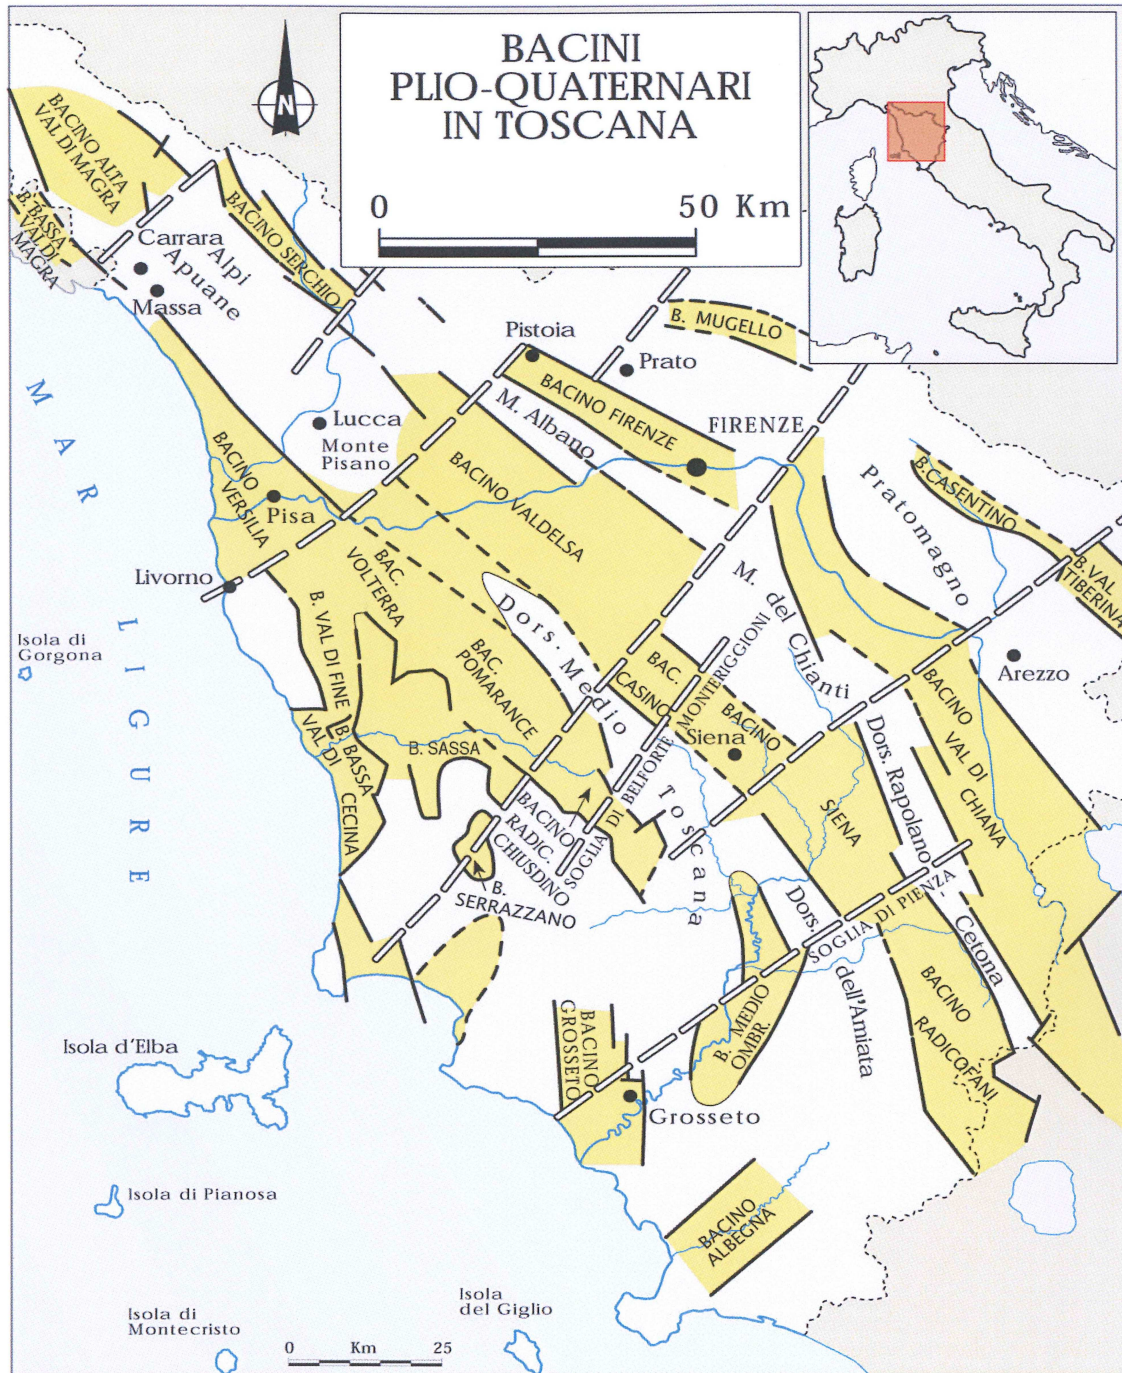 BACINI
PLIO-QUATERNARI
IN TOSCANA
0 50 Km
N
BACINO ALTA
VAL DI MAGRA
B. BASSA
VAL DI
MAGRA
BACINO SERCHIO
Carrara
Alpi
Apuane
Massa
B. MUGELLO
Pistoia
Prato
BACINO FIRENZE
M. Albano
FIRENZE
Lucca
Monte
Pisano
BACINO
VERSILIA
Pisa
BACINO VALDELSA
Pratomagno
B.CASENTINO
B. VAL
TIBERINA
MAR LIGURE
Livorno
BAC.
VOLTERRA
B. VAL DI FINE
Dors. Medio
Toscana
M. del Chianti
Arezzo
Isola di
Gorgona
BAC.
POMARANCE
BAC.
CASINO
SOGLIA DI BELFORTE MONTERIGGIONI
BACINO
SIENA
Siena
BACINO
VAL DI
CHIANA
B. BASSA
VAL DI
CECINA
B. SASSA
BACINO
RADIC.
CHIUSDINO
B.
SERRAZZANO
Dors. Rapolano
- Cetona
SOGLIA DI PIENZA
Dors.
dell'Amiata
BACINO
RADICOFANI
B. MEDIO
OMBR.
BACINO
GROSSETO
Grosseto
Isola d'Elba
Isola di Pianosa
BACINO
ALBEGNA
Isola di
Montecristo
Isola
del Giglio
0 Km 25